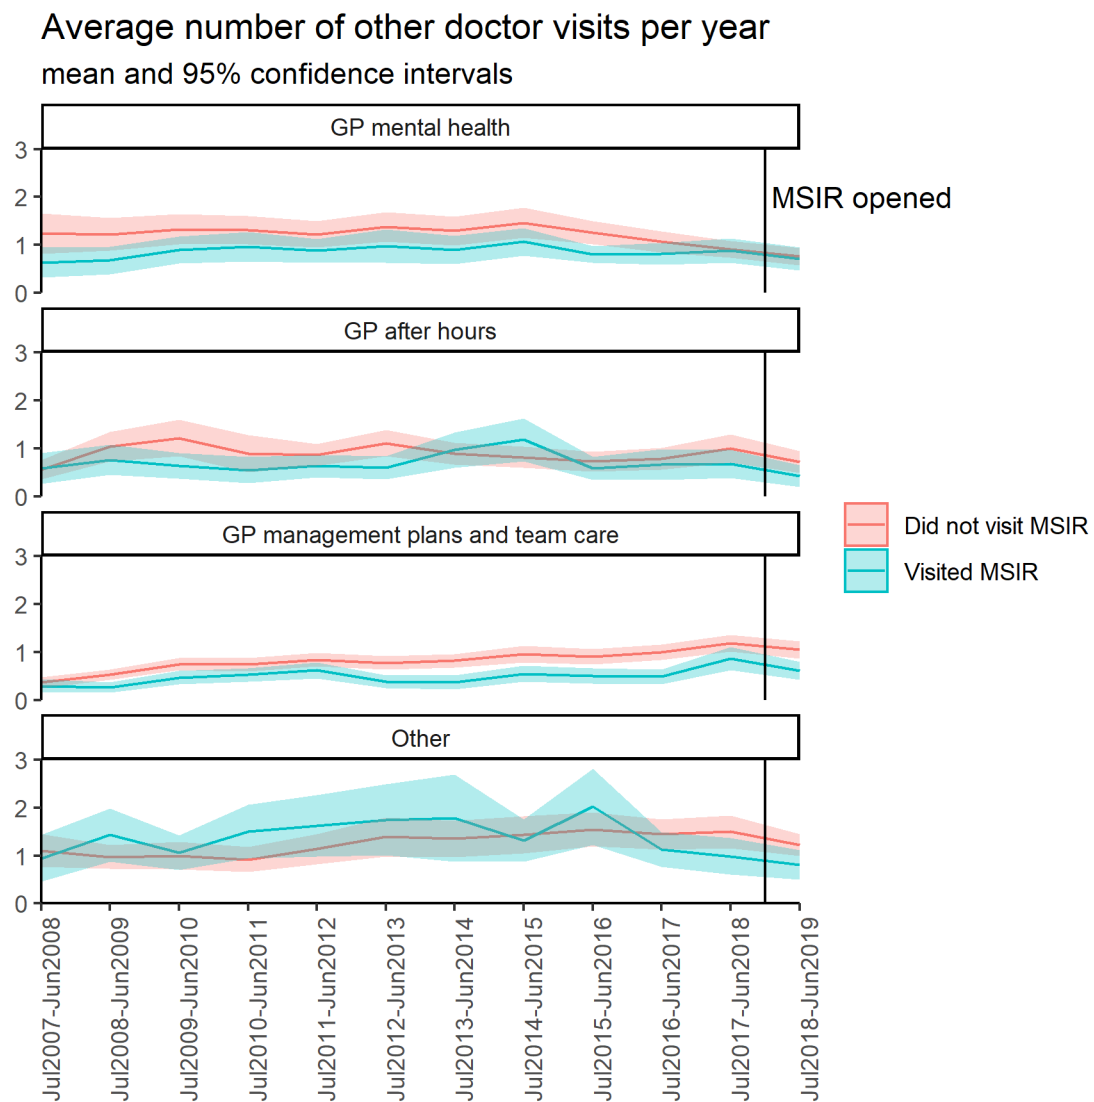 Average number of other doctor visits per year
mean and 95% confidence intervals
GP mental health
3
2
1
0
MSIR opened
GP after hours
3
2
1
0
GP management plans and team care
3
2
1
0
Did not visit MSIR
Visited MSIR
Other
3
2
1
0
Jul2007-Jun2008
Jul2008-Jun2009
Jul2009-Jun2010
Jul2010-Jun2011
Jul2011-Jun2012
Jul2012-Jun2013
Jul2013-Jun2014
Jul2014-Jun2015
Jul2015-Jun2016
Jul2016-Jun2017
Jul2017-Jun2018
Jul2018-Jun2019